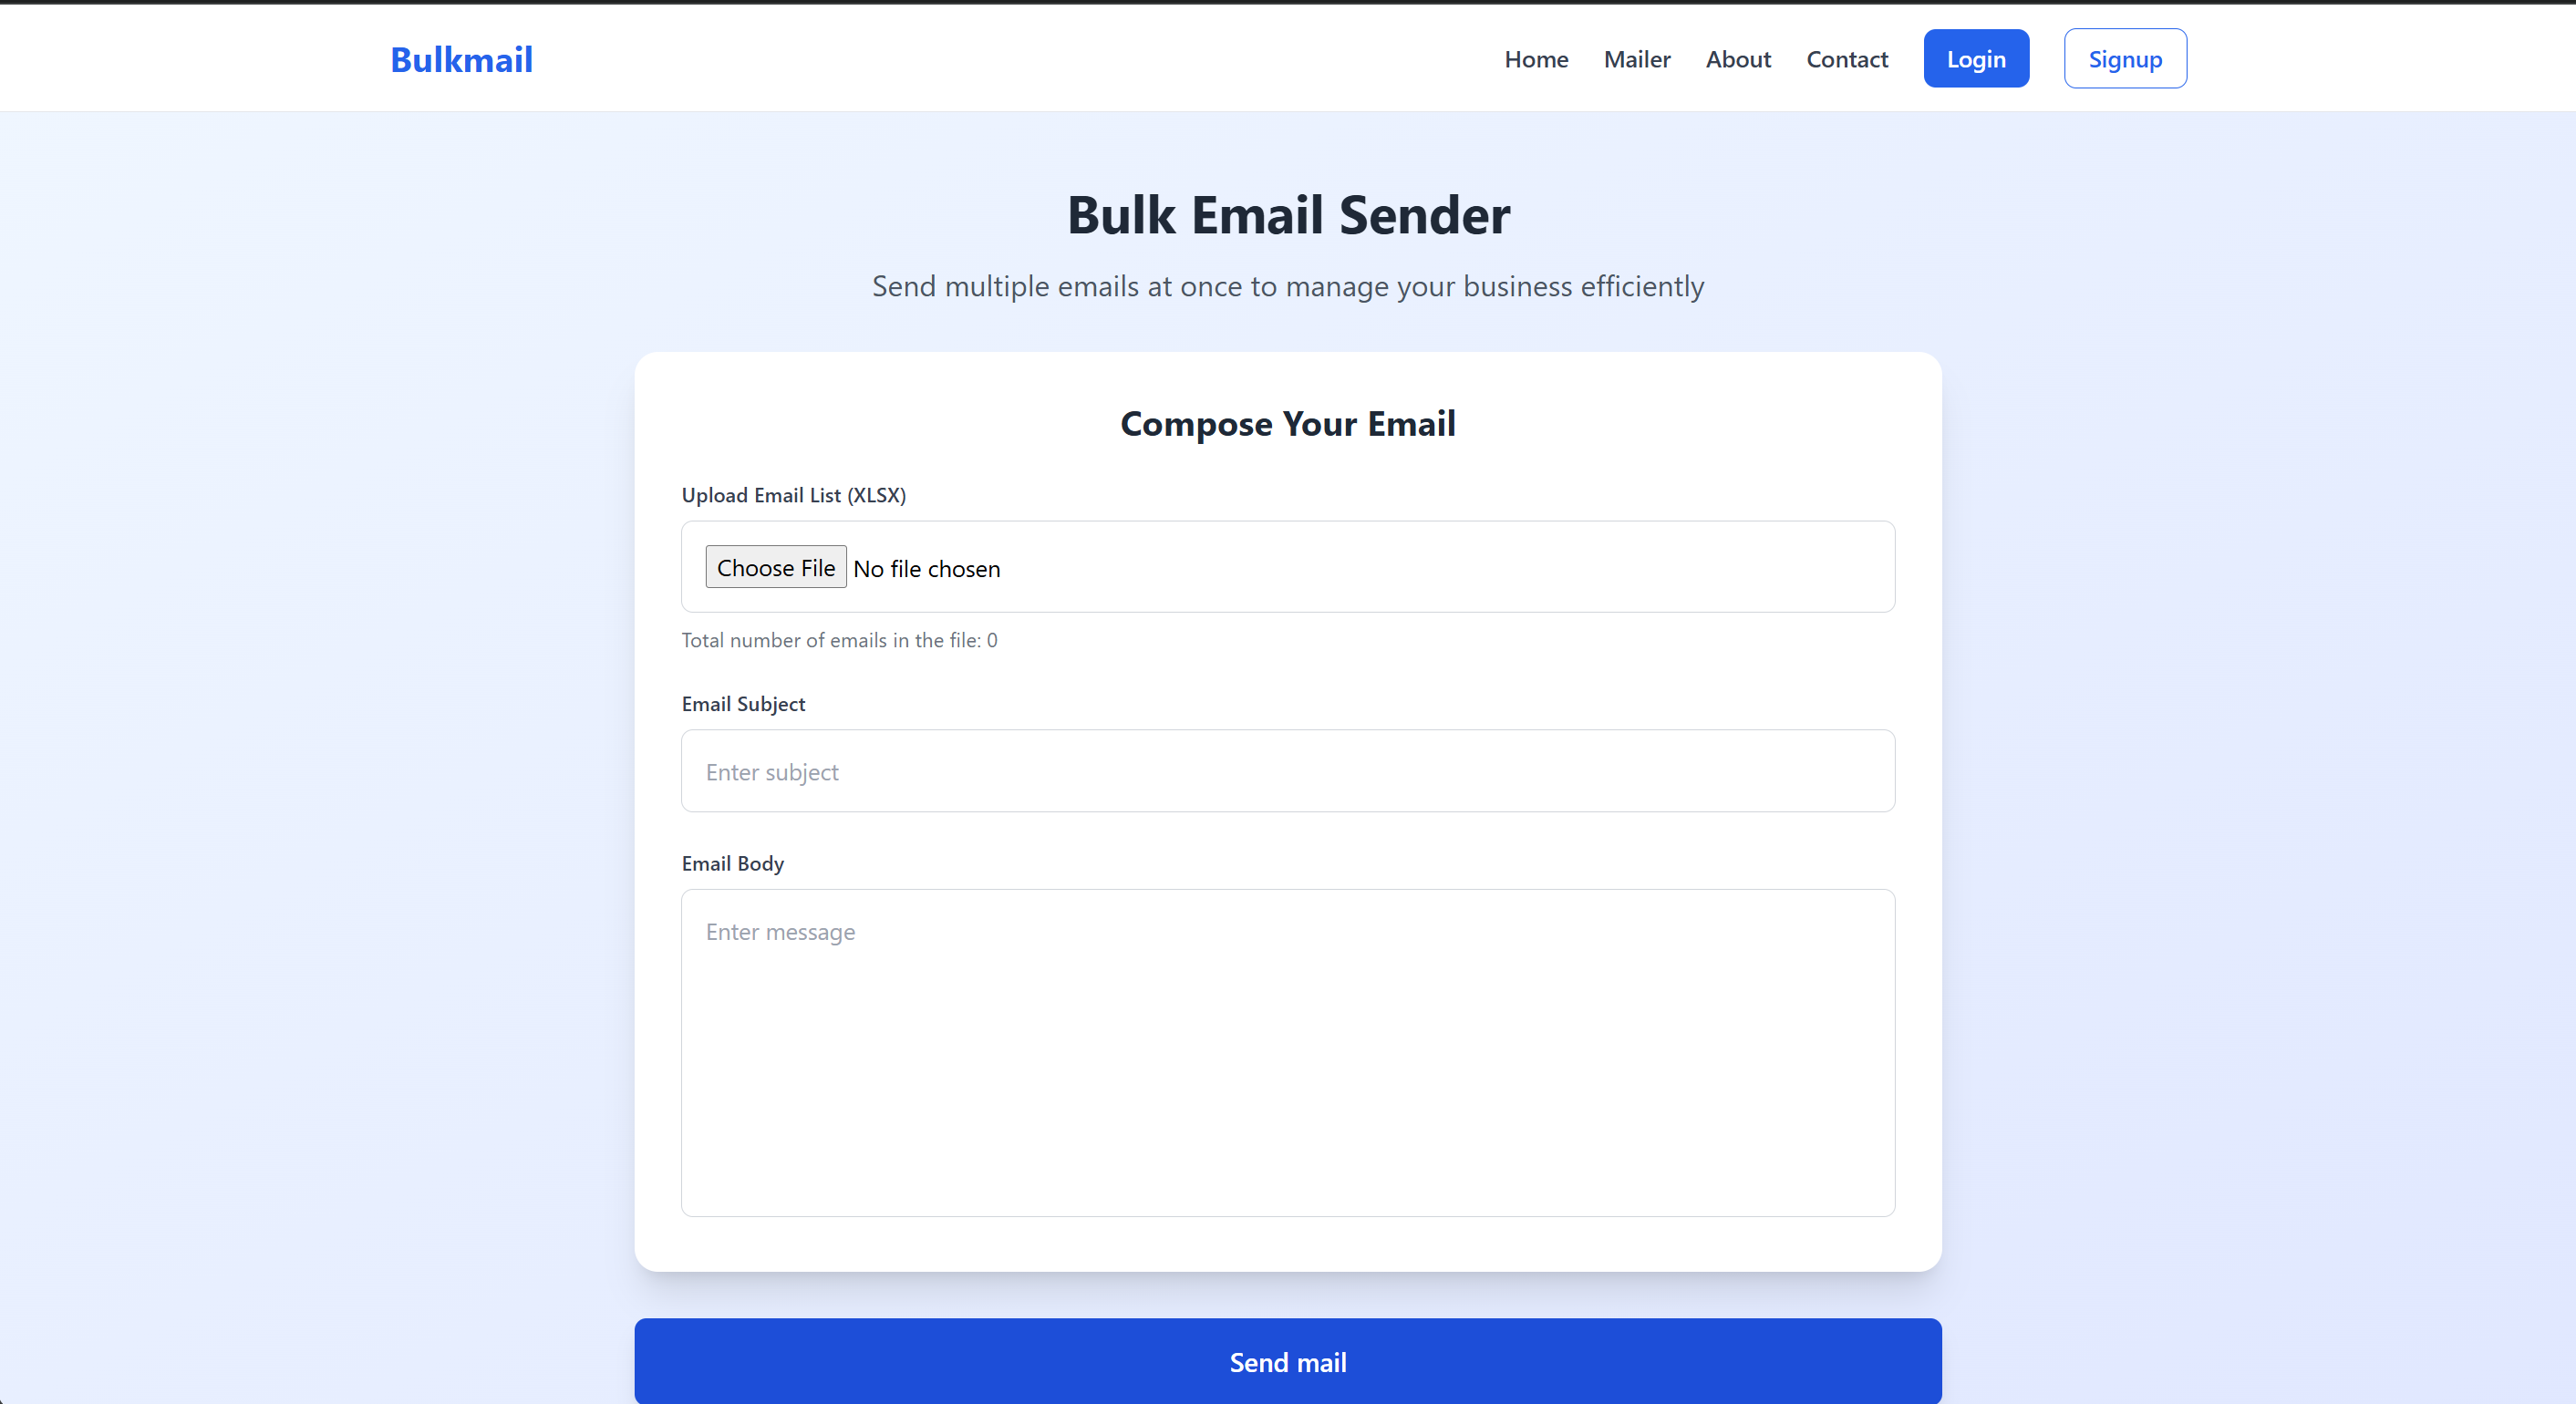 Bulkmail
Home Mailer About Contact Login Signup
Bulk Email Sender
Send multiple emails at once to manage your business efficiently
Compose Your Email
Upload Email List (XLSX)
Choose File No file chosen
Total number of emails in the file: 0
Email Subject
Enter subject
Email Body
Enter message
Send mail